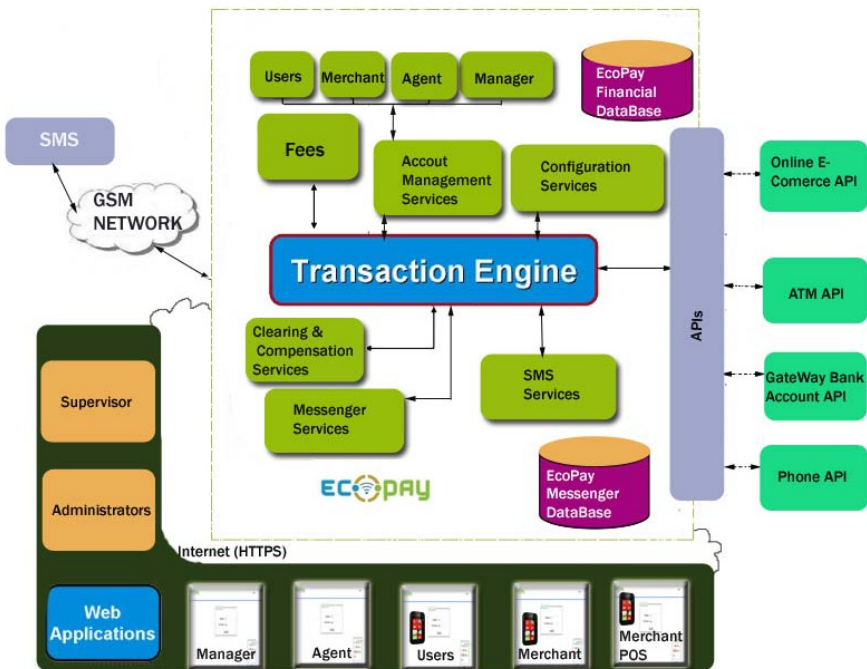 Users
Merchant
Agent
Manager
EcoPay
Financial
DataBase
SMS
GSM
NETWORK
Fees
Accout
Management
Services
Configuration
Services
Online E-
Comerce API
Transaction Engine
ATM API
APIs
Clearing &
Compensation
Services
SMS
Services
GateWay Bank
Account API
Messenger
Services
Supervisor
ECOPAY
EcoPay
Messenger
DataBase
Phone API
Administrators
Internet (HTTPS)
Web
Applications
Manager
Agent
Users
Merchant
Merchant
POS